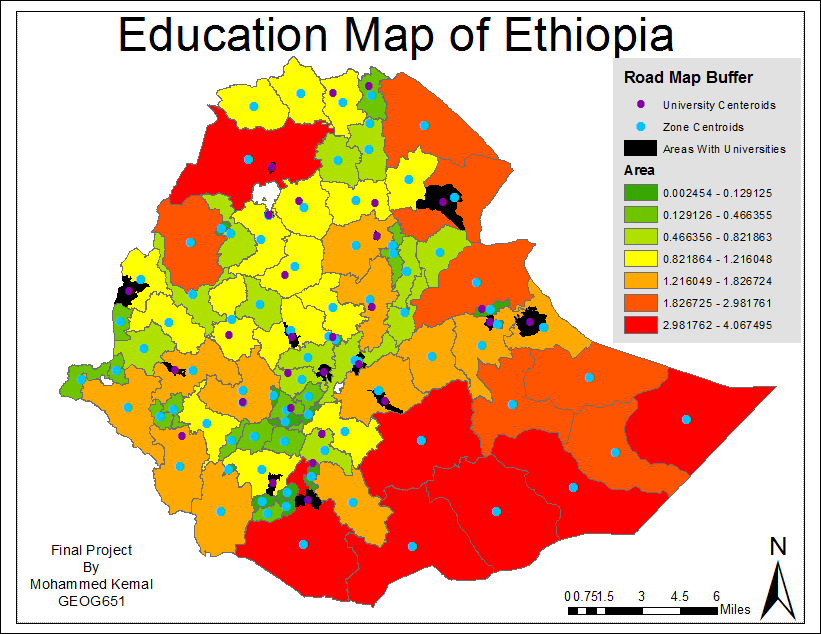 Education Map of Ethiopia
Road Map Buffer
University Centeroids
Zone Centroids
Areas With Universities
Area
0.002454 - 0.129125
0.129126 - 0.466355
0.466356 - 0.821863
0.821864 - 1.216048
1.216049 - 1.826724
1.826725 - 2.981761
2.981762 - 4.067495
Final Project
By
Mohammed Kemal
GEOG651
N
0 0.751.5 3 4.5 6
Miles